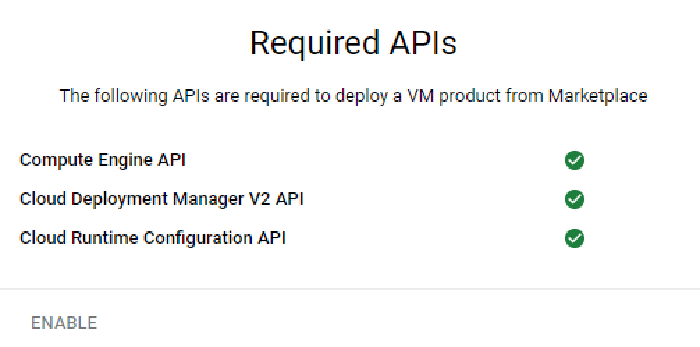 Required APIs
The following APIs are required to deploy a VM product from Marketplace
Compute Engine API
Cloud Deployment Manager V2 API
Cloud Runtime Configuration API
ENABLE